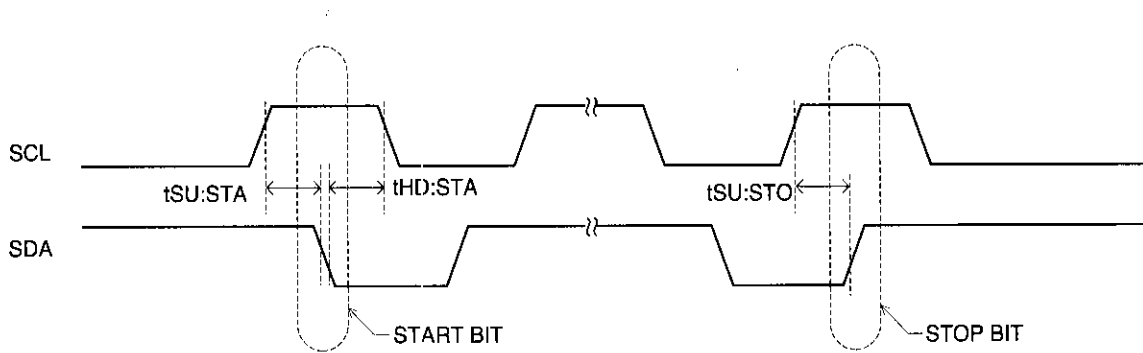 SCL
tSU:STA
tHD:STA
tSU:STO
SDA
START BIT
STOP BIT